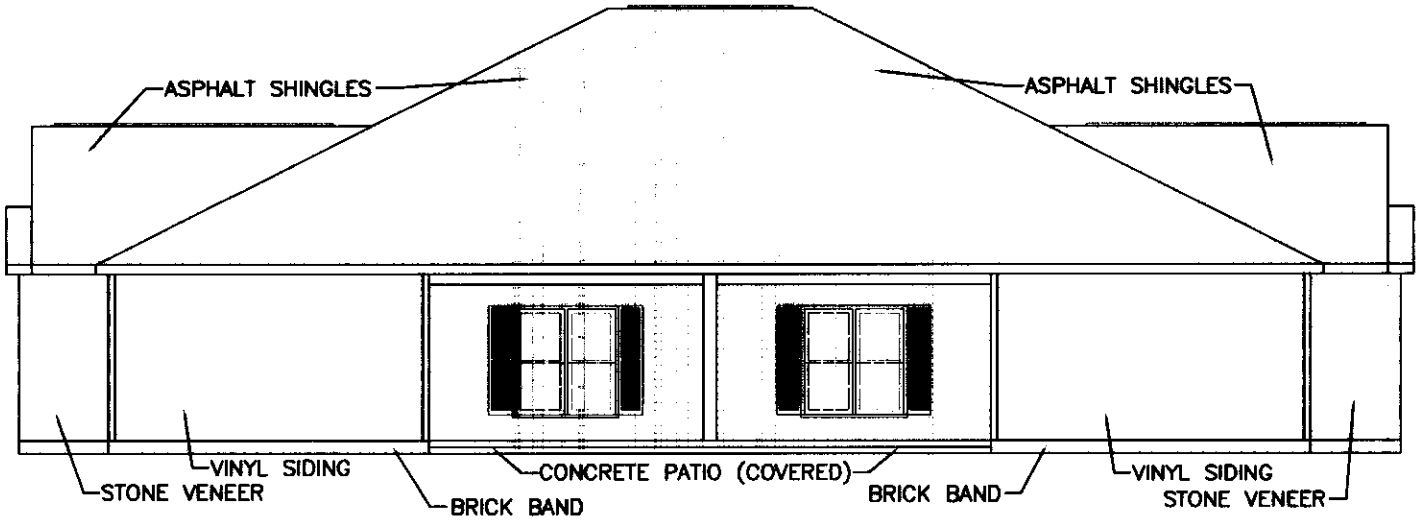 ASPHALT SHINGLES
ASPHALT SHINGLES
VINYL SIDING
STONE VENEER
BRICK BAND
CONCRETE PATIO (COVERED)
BRICK BAND
VINYL SIDING
STONE VENEER